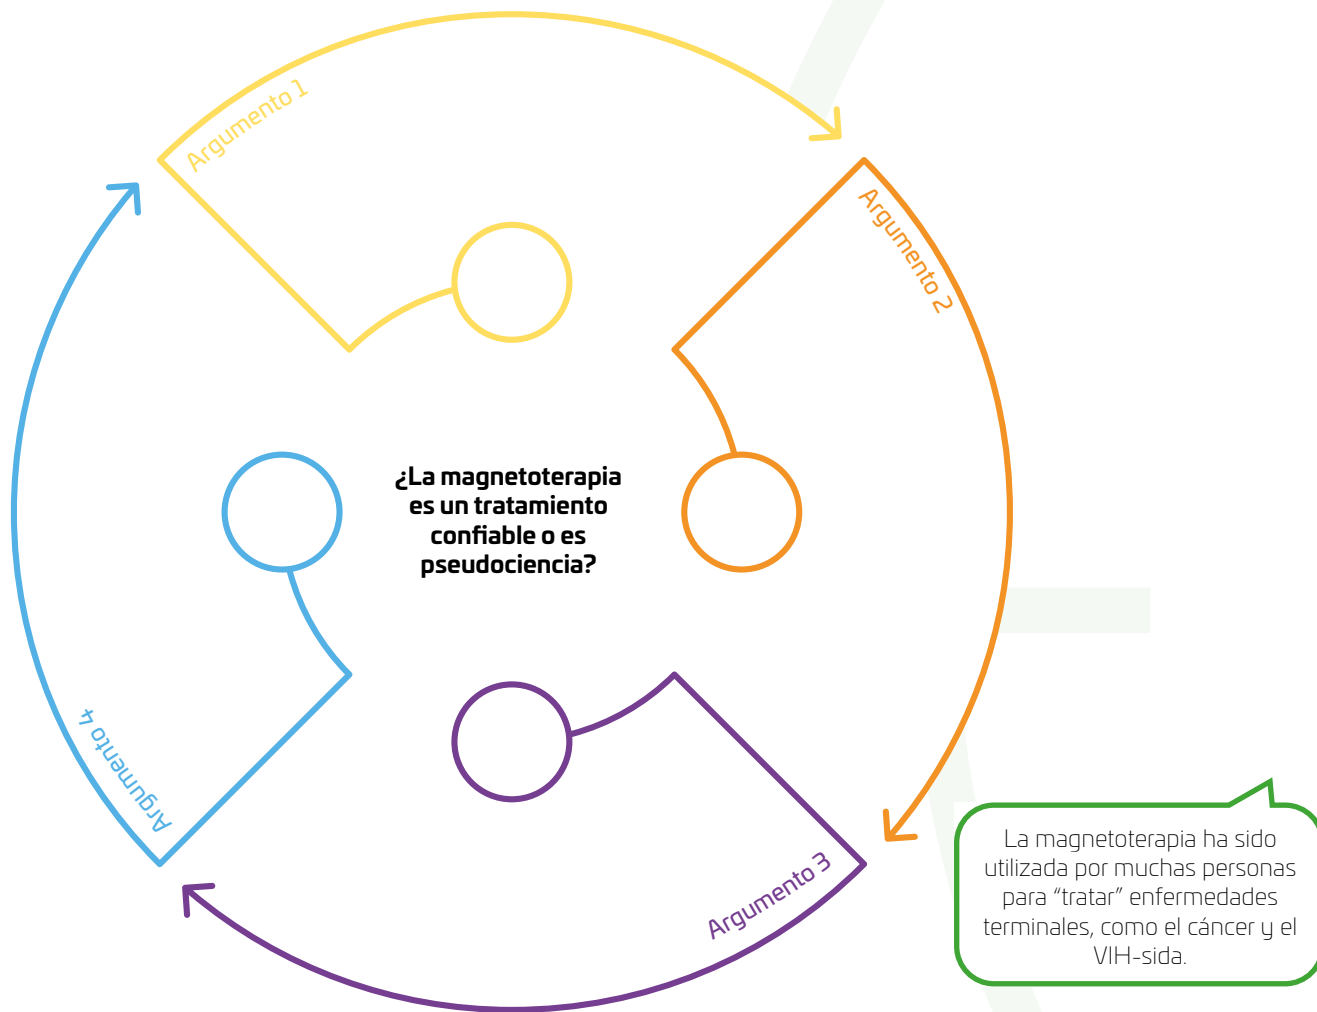 Argumento 1
Argumento 2
¿La magnetoterapia
es un tratamiento
confiable o es
pseudociencia?
Argumento 4
Argumento 3
La magnetoterapia ha sido
utilizada por muchas personas
para “tratar” enfermedades
terminales, como el cáncer y el
VIH-sida.